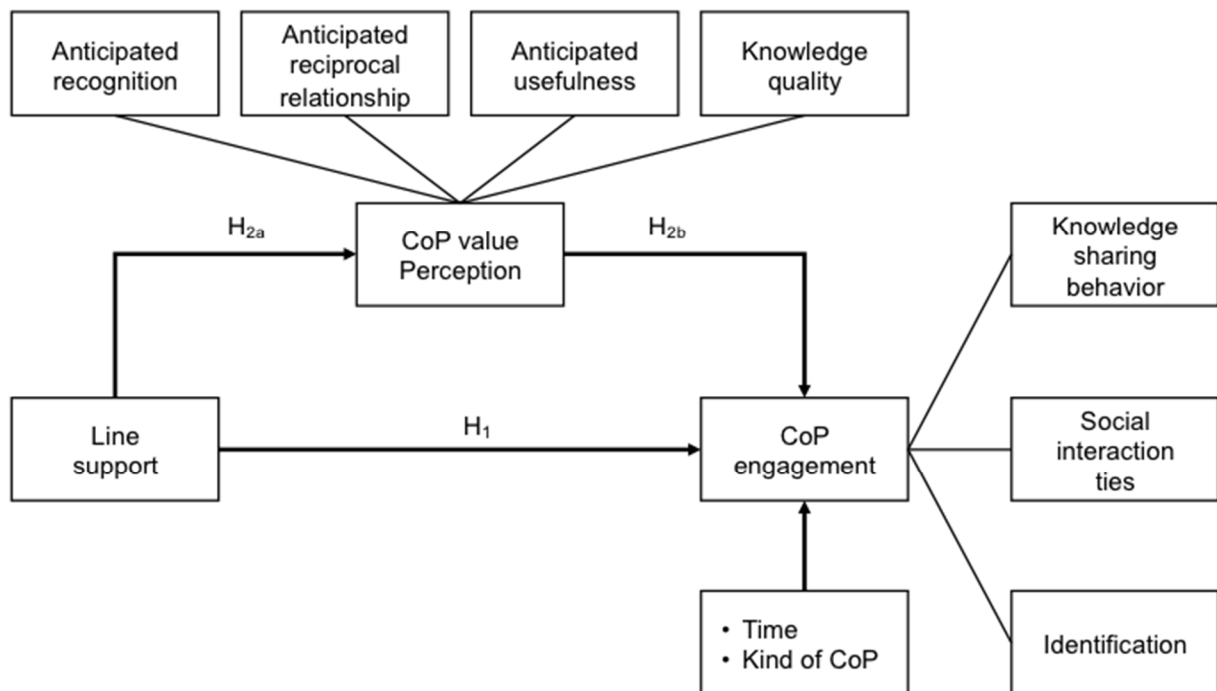 Anticipated
recognition
Anticipated
reciprocal
relationship
Anticipated
usefulness
Knowledge
quality
H2a
CoP value
Perception
H2b
Knowledge
sharing
behavior
Line
support
H1
CoP
engagement
Social
interaction
ties
• Time
• Kind of CoP
Identification